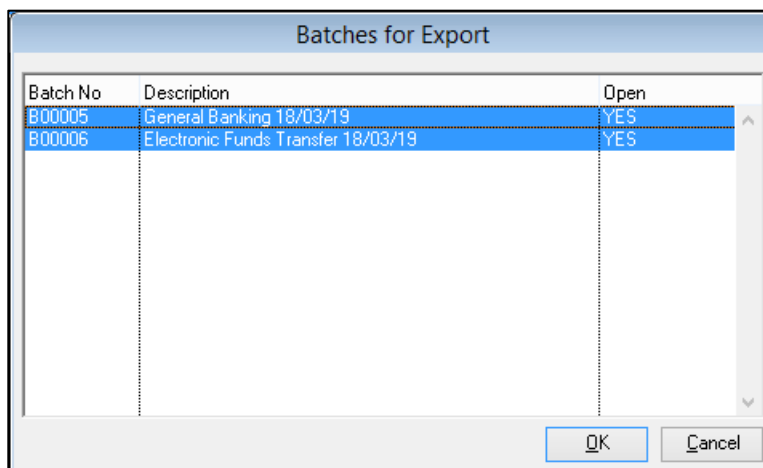 Batches for Export
Batch No Description Open
B00005 General Banking 18/03/19 YES
B00006 Electronic Funds Transfer 18/03/19 YES
OK Cancel